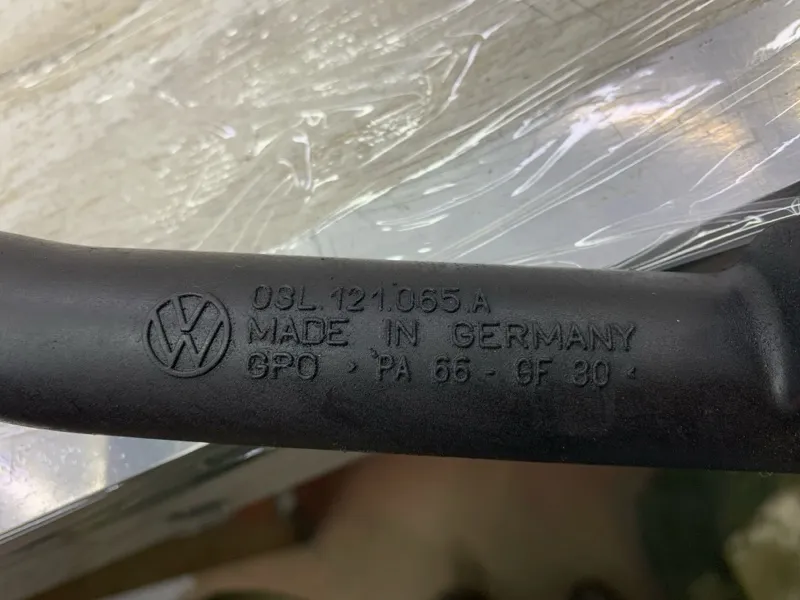 03L 121.065.A
MADE IN GERMANY
GPO >PA 66 - GF 30<